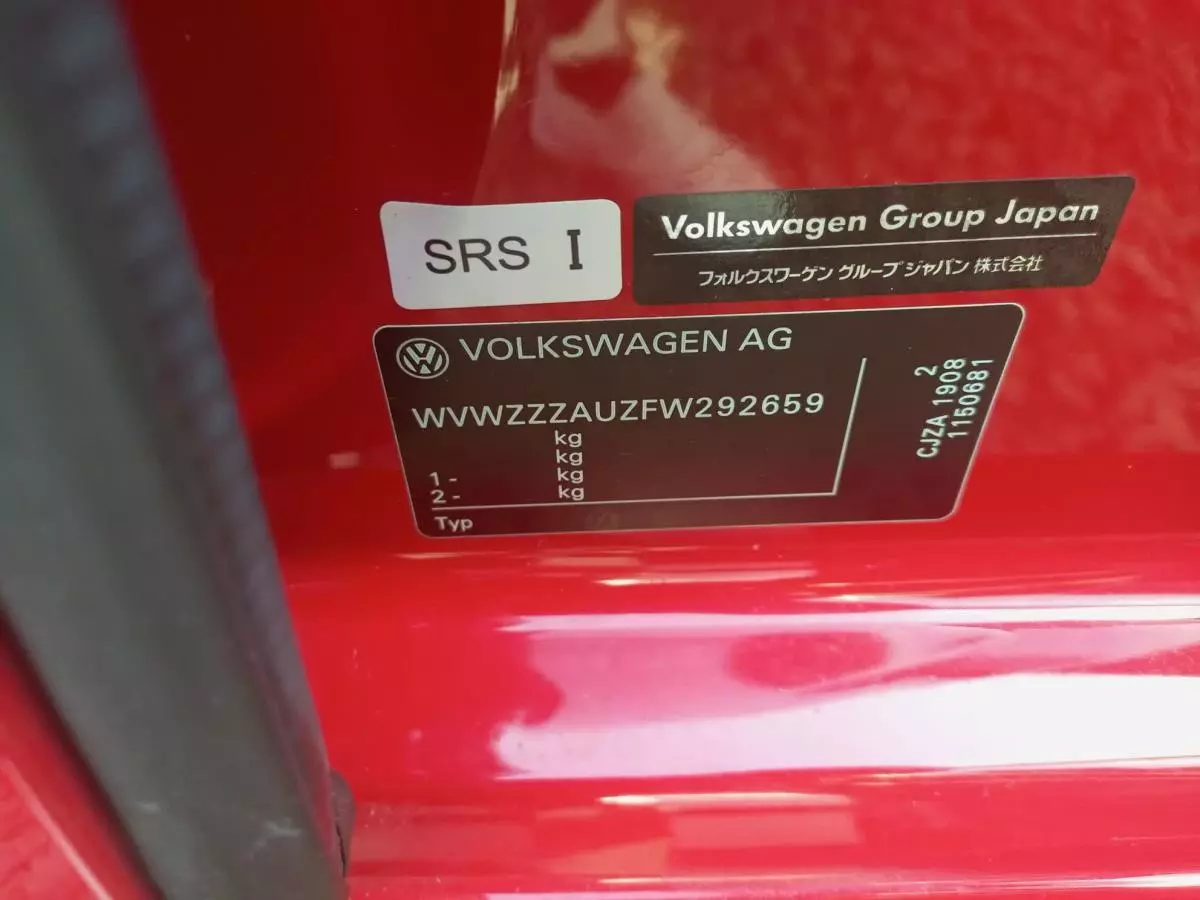 SRS I
Volkswagen Group Japan
フォルクスワーゲン グループ ジャパン 株式会社
VOLKSWAGEN AG
WVWZZZAUZFW292659
kg
kg
1 - kg
2 - kg
Typ
2
CJZA 1908
1150681